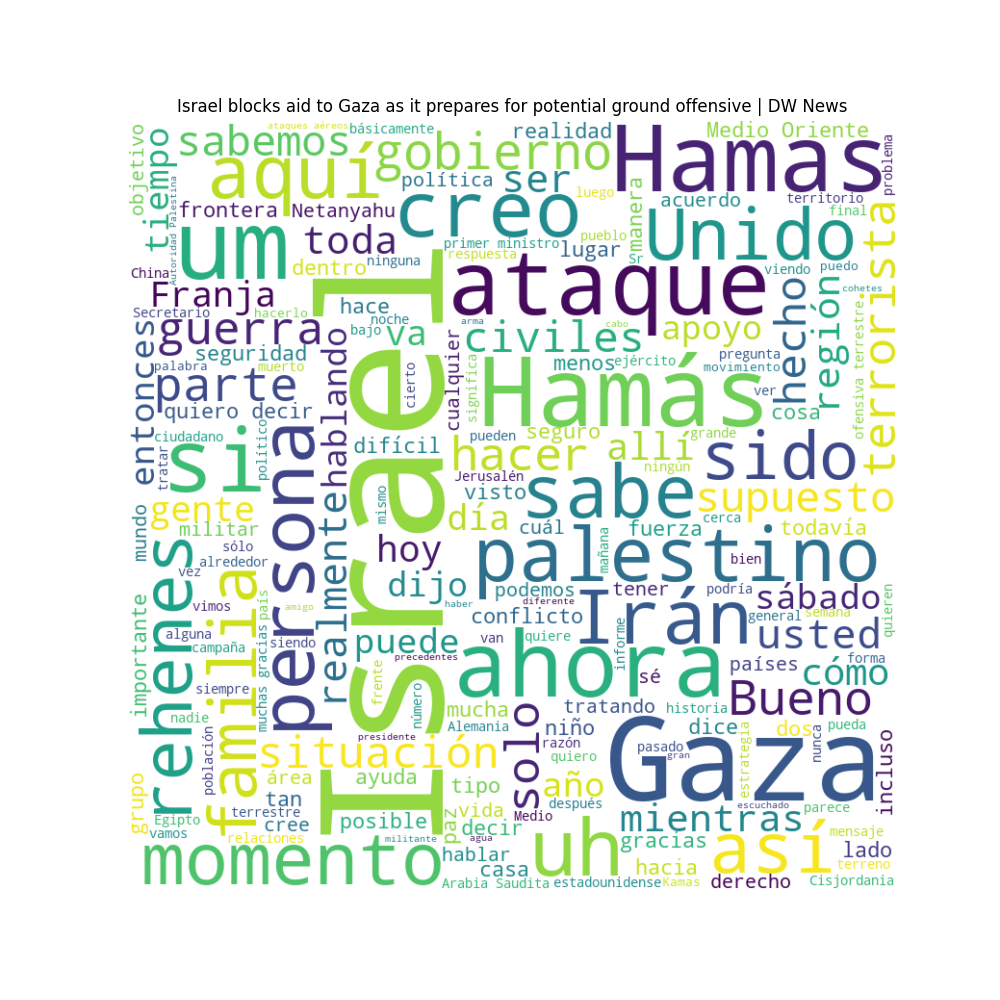 Israel blocks aid to Gaza as it prepares for potential ground offensive | DW News
ataques aéreos
básicamente
realidad
Hamas
Medio Oriente
objetivo
tiempo
sabemos
gobierno
problema
aquí
política
ser
luego
acuerdo
territorio
Autoridad Palestina
frontera
Netanyahu
creo
manera
Unido
final
um
toda
primer ministro
lugar
pueblo
Sr
terrorista
China
dentro
ninguna
respuesta
ataque
viendo
puedo
Franja
hace
cohetes
Secretario
hacerlo
noche
guerra
bajo
va
arma
civiles
cabo
apoyo
hecho
región
entonces
seguridad
hablando
cualquier
menos
ejército
pregunta
palabra
muerto
cierto
significa
Hamás
movimiento
ver
ofensiva terrestre
parte
quiero decir
persona
Israel
cosa
ciudadano
político
difícil
pueden
seguro
allí
grande
sido
si
tratar
hacer
ningún
Jerusalén
mundo
gente
realmente
mismo
visto
sabe
supuesto
militar
día
cuál
fuerza
cerca
todavía
rehenes
sólo
hoy
palestino
mañana
bien
alrededor
vez
familia
país
dijo
podemos
tener
podría
sábado
vimos
amigo
haber
diferente
Irán
general
semana
quieren
importante
alguna
siendo
conflicto
usted
campaña
muchas gracias
puede
van
quiere
informe
precedentes
ahora
países
forma
siempre
frente
sé
cómo
nadie
número
mucha
tratando
historia
Bueno
Alemania
niño
dice
dos
pueda
presidente
situación
solo
razón
pasado
Gaza
nunca
incluso
población
gran
quiero
estrategia
área
ayuda
tipo
año
grupo
tan
después
escuchado
parece
Egipto
terrestre
posible
paz
vida
Medio
mientras
vamos
cree
decir
mensaje
relaciones
militante
agua
uh
gracias
así
lado
momento
hablar
casa
hacia
terreno
Arabia Saudita
estadounidense
Kamas
derecho
Cisjordania